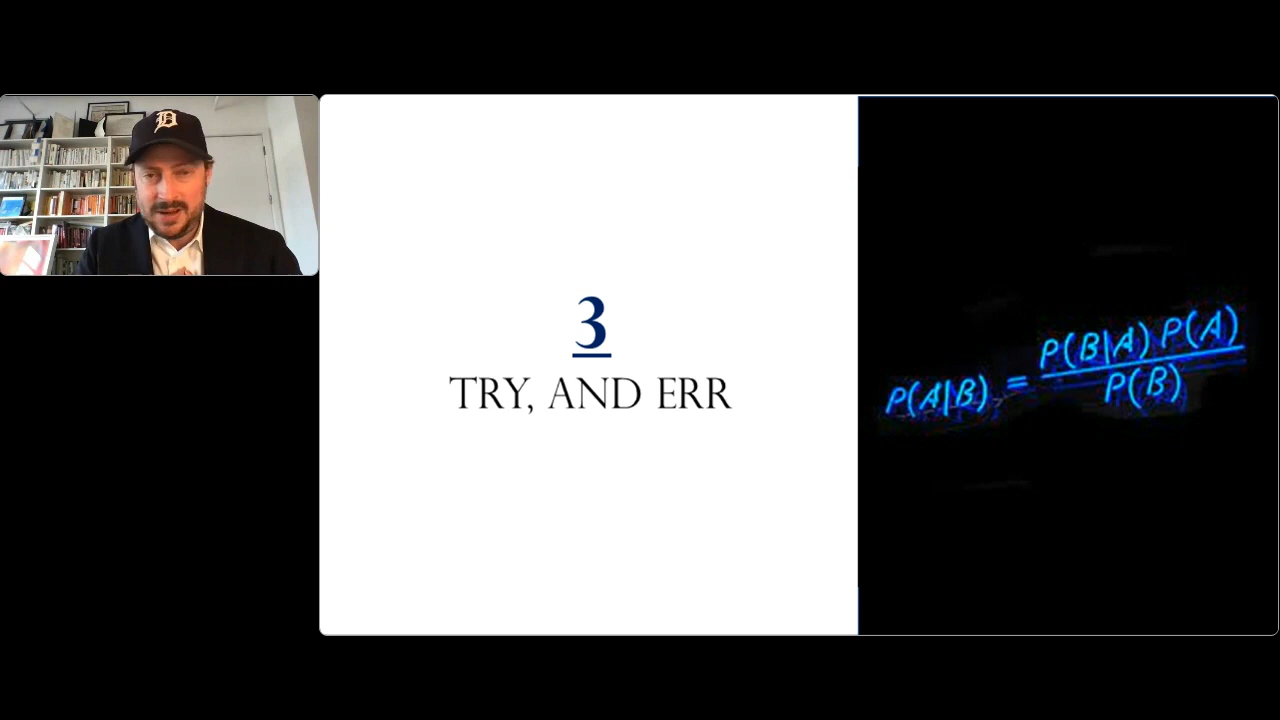 D
3
TRY, AND ERR
P(A|B) = P(B|A) P(A)
P(B)